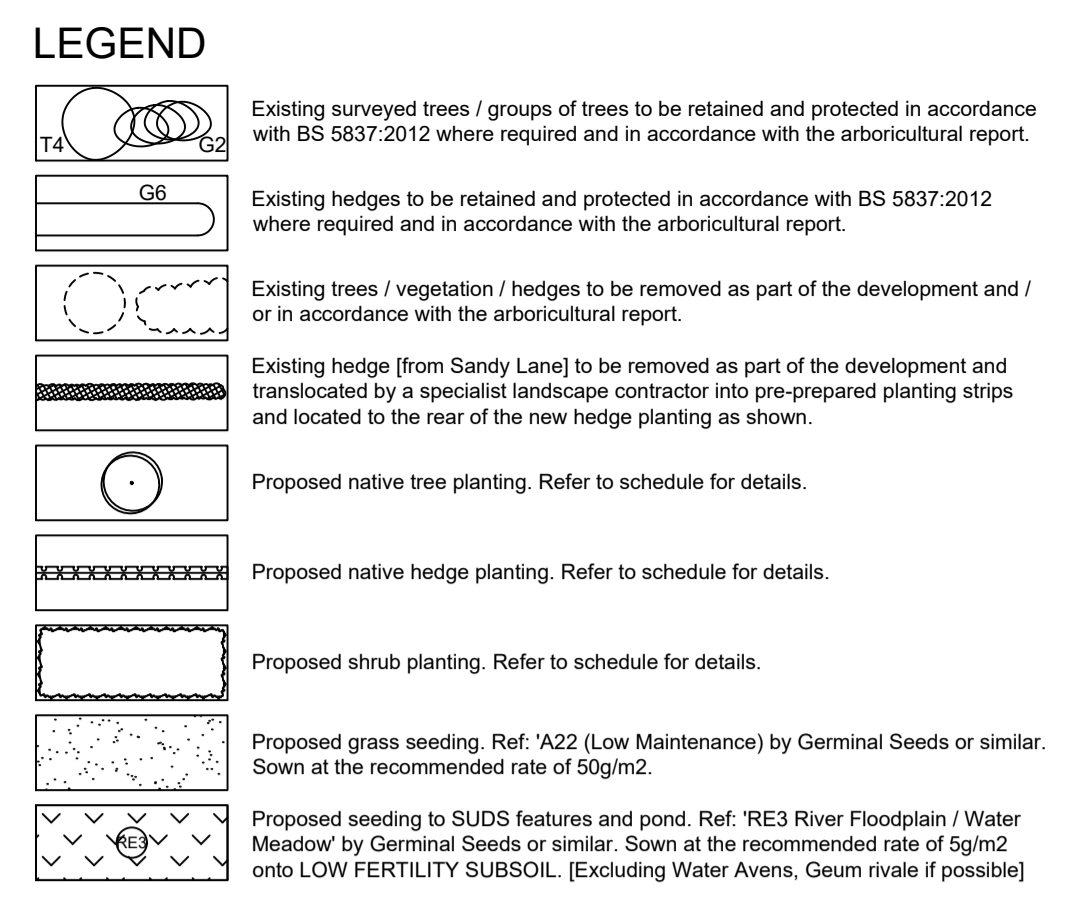 LEGEND
T4
G2
Existing surveyed trees / groups of trees to be retained and protected in accordance
with BS 5837:2012 where required and in accordance with the arboricultural report.
G6
Existing hedges to be retained and protected in accordance with BS 5837:2012
where required and in accordance with the arboricultural report.
Existing trees / vegetation / hedges to be removed as part of the development and /
or in accordance with the arboricultural report.
Existing hedge [from Sandy Lane] to be removed as part of the development and
translocated by a specialist landscape contractor into pre-prepared planting strips
and located to the rear of the new hedge planting as shown.
Proposed native tree planting. Refer to schedule for details.
Proposed native hedge planting. Refer to schedule for details.
Proposed shrub planting. Refer to schedule for details.
Proposed grass seeding. Ref: 'A22 (Low Maintenance) by Germinal Seeds or similar.
Sown at the recommended rate of 50g/m2.
RE3
Proposed seeding to SUDS features and pond. Ref: 'RE3 River Floodplain / Water
Meadow' by Germinal Seeds or similar. Sown at the recommended rate of 5g/m2
onto LOW FERTILITY SUBSOIL. [Excluding Water Avens, Geum rivale if possible]